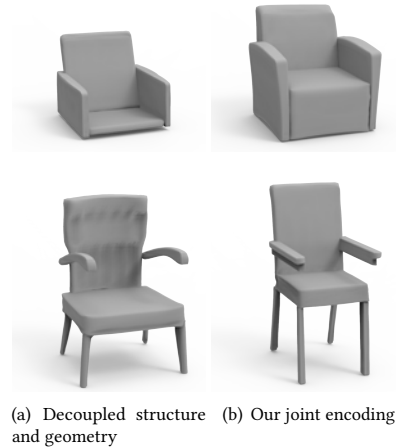 (a) Decoupled structure
and geometry
(b) Our joint encoding